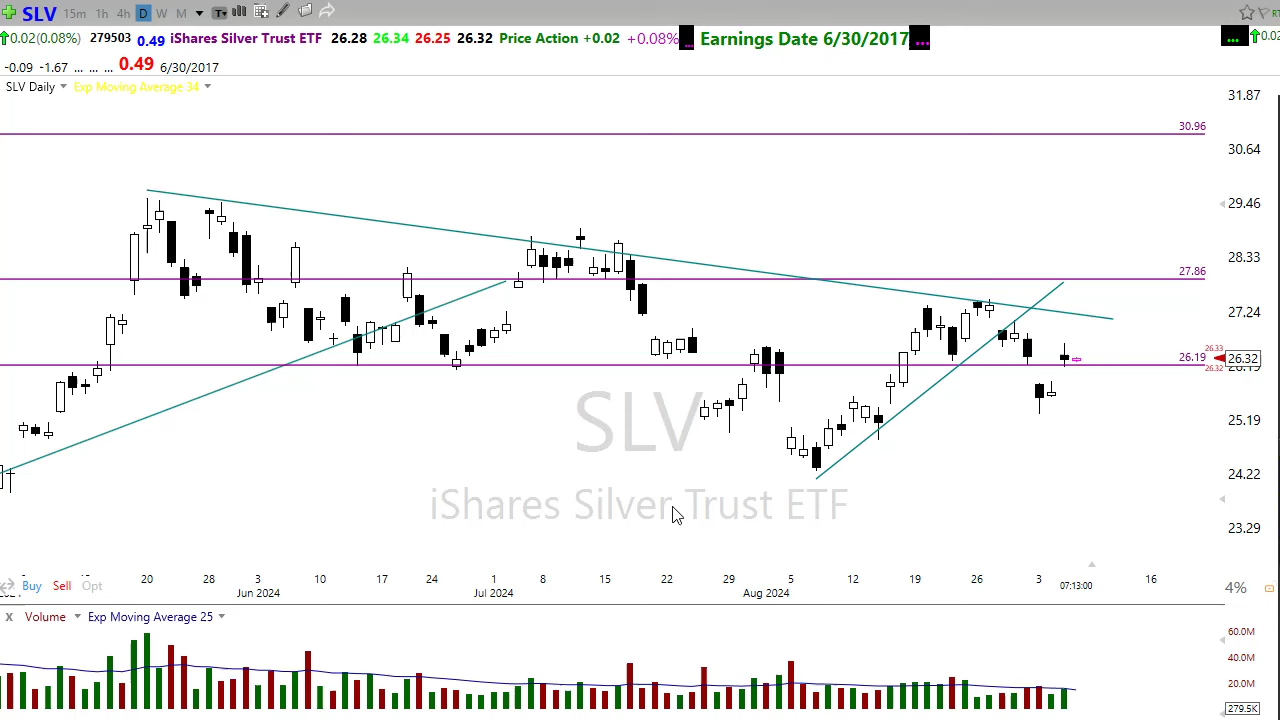 SLV 15m 1h 4h D W M T
0.02(0.08%) 279503 0.49 iShares Silver Trust ETF 26.28 26.34 26.25 26.32 Price Action +0.02 +0.08% ... Earnings Date 6/30/2017 ... ... 0.02
-0.09 -1.67 ... ... ... 0.49 6/30/2017
SLV Daily Exp Moving Average 34
31.87
30.96
30.64
29.46
28.33
27.86
27.24
26.33
26.19 26.32
26.32
25.19
SLV
24.22
iShares Silver Trust ETF
23.29
20 28 3 10 17 24 1 8 15 22 29 5 12 19 26 3 16
Buy Sell Opt Jun 2024 Jul 2024 Aug 2024 07:13:00 4%
X Volume Exp Moving Average 25
60.0M
40.0M
20.0M
279.5K